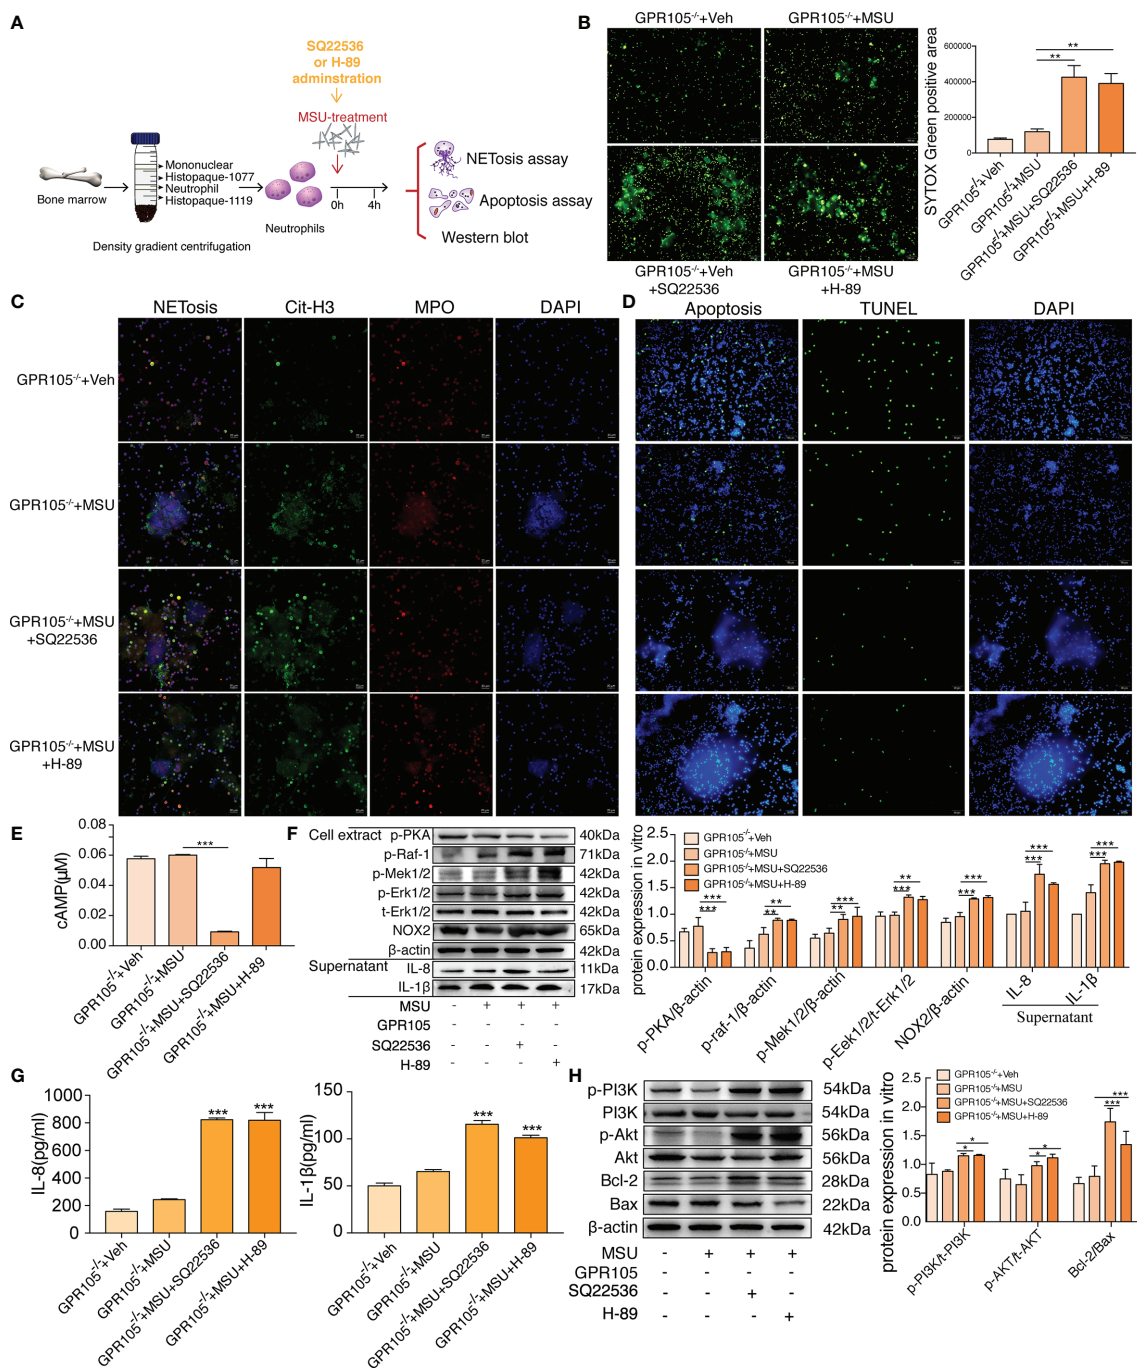 A
SQ22536
or H-89
adminstration
MSU-treatment
Mononuclear
Histopaque-1077
Neutrophil
Histopaque-1119
Bone marrow
Density gradient centrifugation
Neutrophils
0h
4h
NETosis assay
Apoptosis assay
Western blot
B
GPR105-/-+Veh
GPR105-/-+MSU
GPR105-/-+Veh
+SQ22536
GPR105-/-+MSU
+H-89
SYTOX Green positive area
600000
400000
200000
0
**
**
GPR105-/-+Veh
GPR105-/-+MSU
GPR105-/-+MSU+SQ22536
GPR105-/-+MSU+H-89
C
NETosis
Cit-H3
MPO
DAPI
GPR105-/-+Veh
GPR105-/-+MSU
GPR105-/-+MSU
+SQ22536
GPR105-/-+MSU
+H-89
D
Apoptosis
TUNEL
DAPI
E
cAMP(μM)
0.08
0.06
0.04
0.02
0.00
***
GPR105-/-+Veh
GPR105-/-+MSU
GPR105-/-+MSU+SQ22536
GPR105-/-+MSU+H-89
F
Cell extract
p-PKA 40kDa
p-Raf-1 71kDa
p-Mek1/2 42kDa
p-Erk1/2 42kDa
t-Erk1/2 42kDa
NOX2 65kDa
β-actin 42kDa
Supernatant
IL-8 11kDa
IL-1β 17kDa
MSU - + + +
GPR105 - - - -
SQ22536 - - + -
H-89 - - - +
protein expression in vitro
2.5
2.0
1.5
1.0
0.5
0.0
GPR105-/-+Veh
GPR105-/-+MSU
GPR105-/-+MSU+SQ22536
GPR105-/-+MSU+H-89
***
***
**
**
***
**
**
***
***
***
***
***
***
***
p-PKA/β-actin
p-raf-1/β-actin
p-Mek1/2/β-actin
p-Eek1/2/t-Erk1/2
NOX2/β-actin
IL-8
IL-1β
Supernatant
G
IL-8(pg/ml)
1000
800
600
400
200
0
***
***
GPR105-/-+Veh
GPR105-/-+MSU
GPR105-/-+MSU+SQ22536
GPR105-/-+MSU+H-89
IL-1β(pg/ml)
150
100
50
0
***
***
GPR105-/-+Veh
GPR105-/-+MSU
GPR105-/-+MSU+SQ22536
GPR105-/-MSU+H-89
H
p-PI3K 54kDa
PI3K 54kDa
p-Akt 56kDa
Akt 56kDa
Bcl-2 28kDa
Bax 22kDa
β-actin 42kDa
MSU - + + +
GPR105 - - - -
SQ22536 - - + -
H-89 - - - +
protein expression in vitro
2.5
2.0
1.5
1.0
0.5
0.0
GPR105-/-+Veh
GPR105-/-+MSU
GPR105-/-+MSU+SQ22536
GPR105-/-+MSU+H-89
*
*
*
*
***
***
p-PI3K/t-PI3K
p-AKT/t-AKT
Bcl-2/Bax